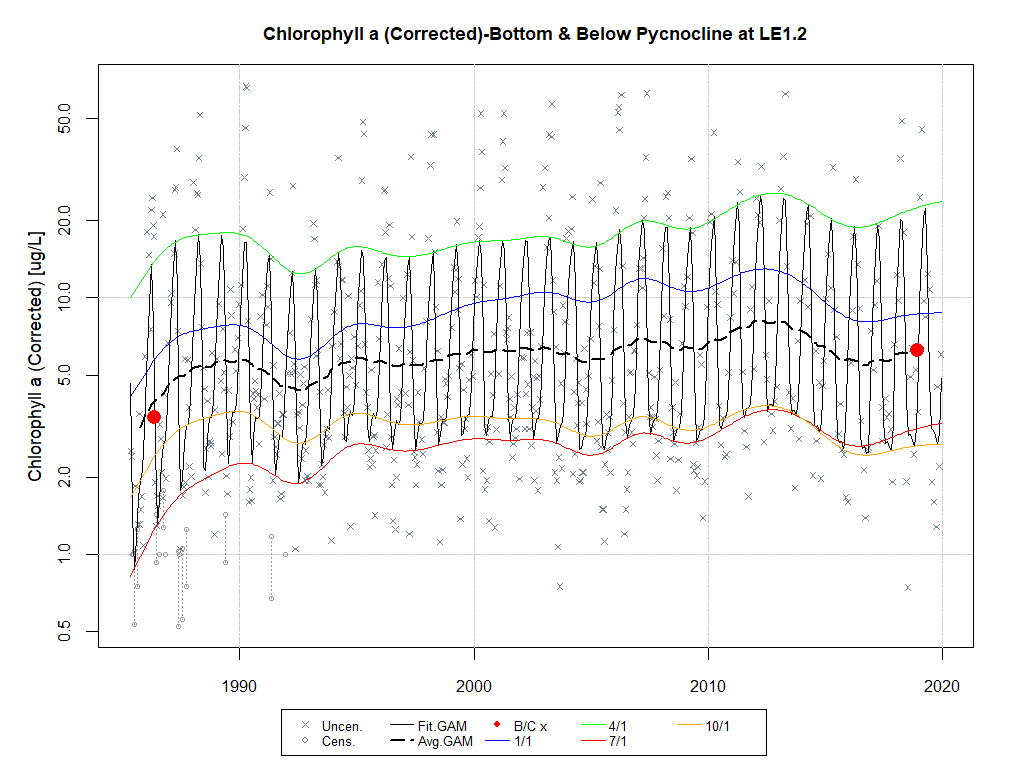 Chlorophyll a (Corrected)-Bottom & Below Pycnocline at LE1.2
Chlorophyll a (Corrected) [ug/L]
50.0
20.0
10.0
5.0
2.0
1.0
0.5
1990 2000 2010 2020
Uncen. Fit.GAM B/C x 4/1 10/1
Cens. Avg.GAM 1/1 7/1